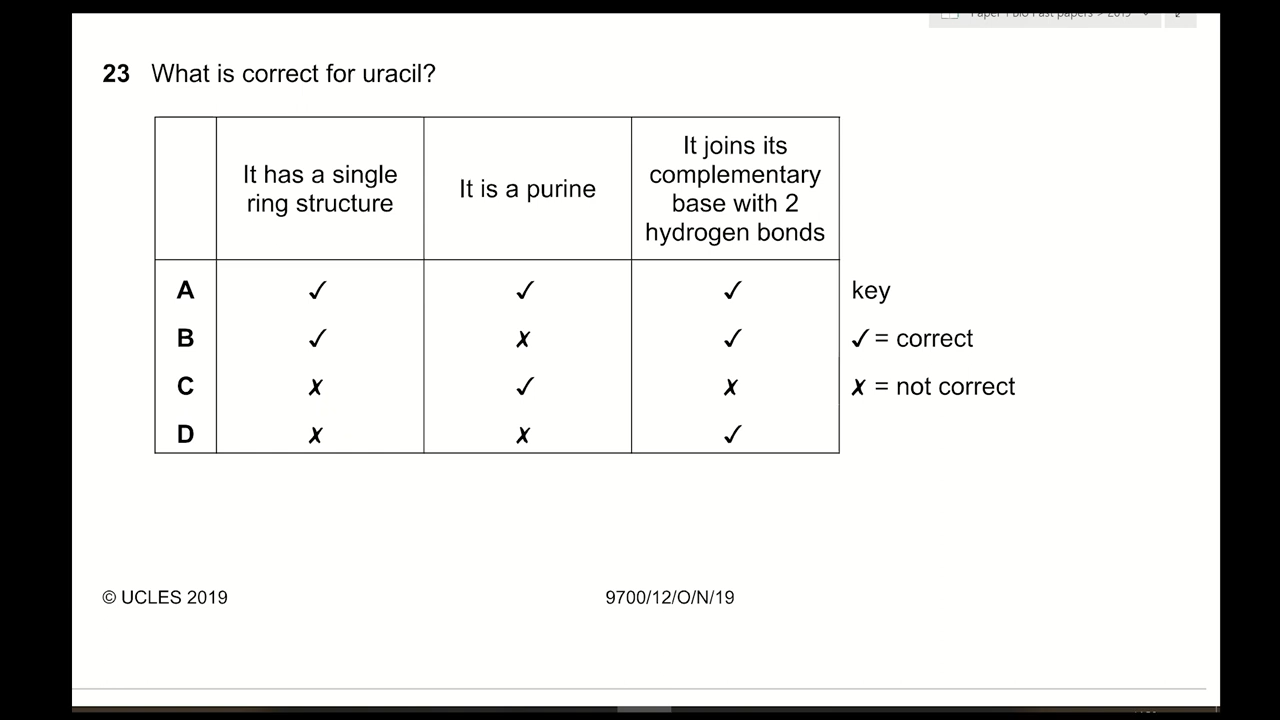 23 What is correct for uracil?
It has a single
ring structure
It is a purine
It joins its
complementary
base with 2
hydrogen bonds
A ✓ ✓ ✓ key
B ✓ ✗ ✓ ✓ = correct
C ✗ ✓ ✗ ✗ = not correct
D ✗ ✗ ✓
© UCLES 2019 9700/12/O/N/19